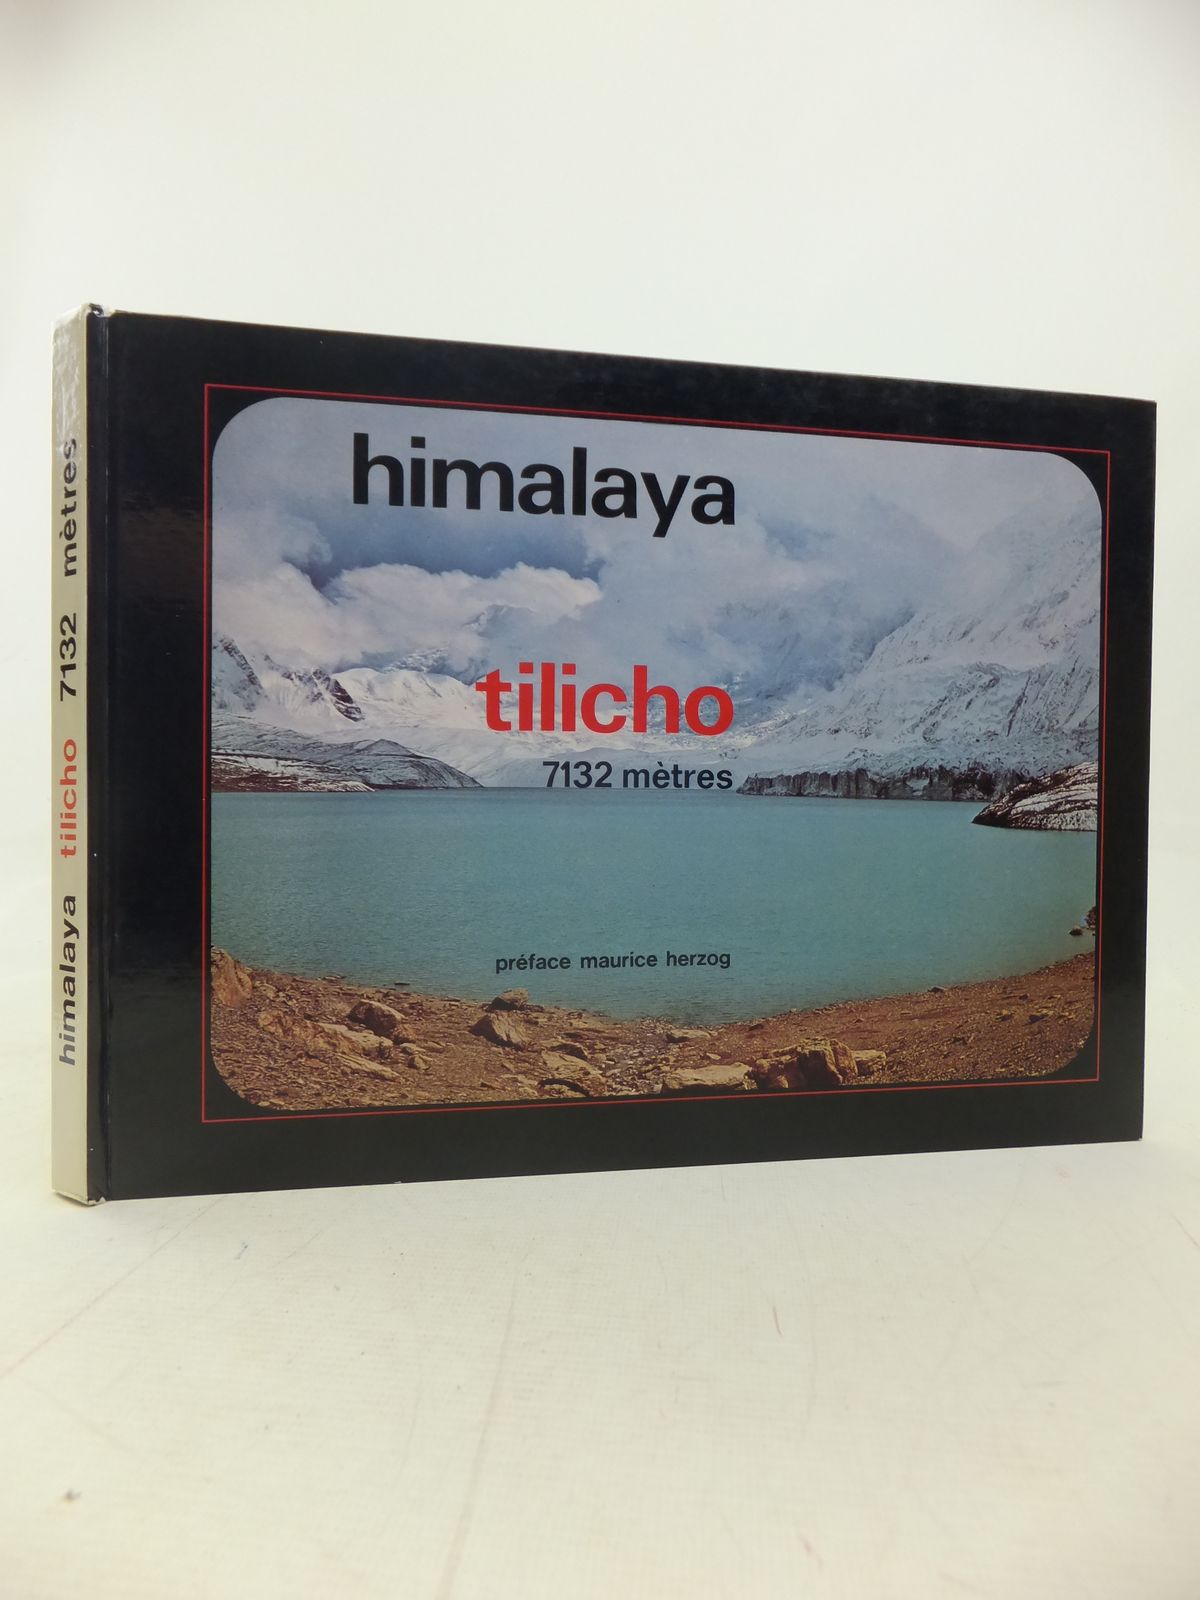 himalaya tilicho 7132 mètres
himalaya
tilicho
7132 mètres
préface maurice herzog